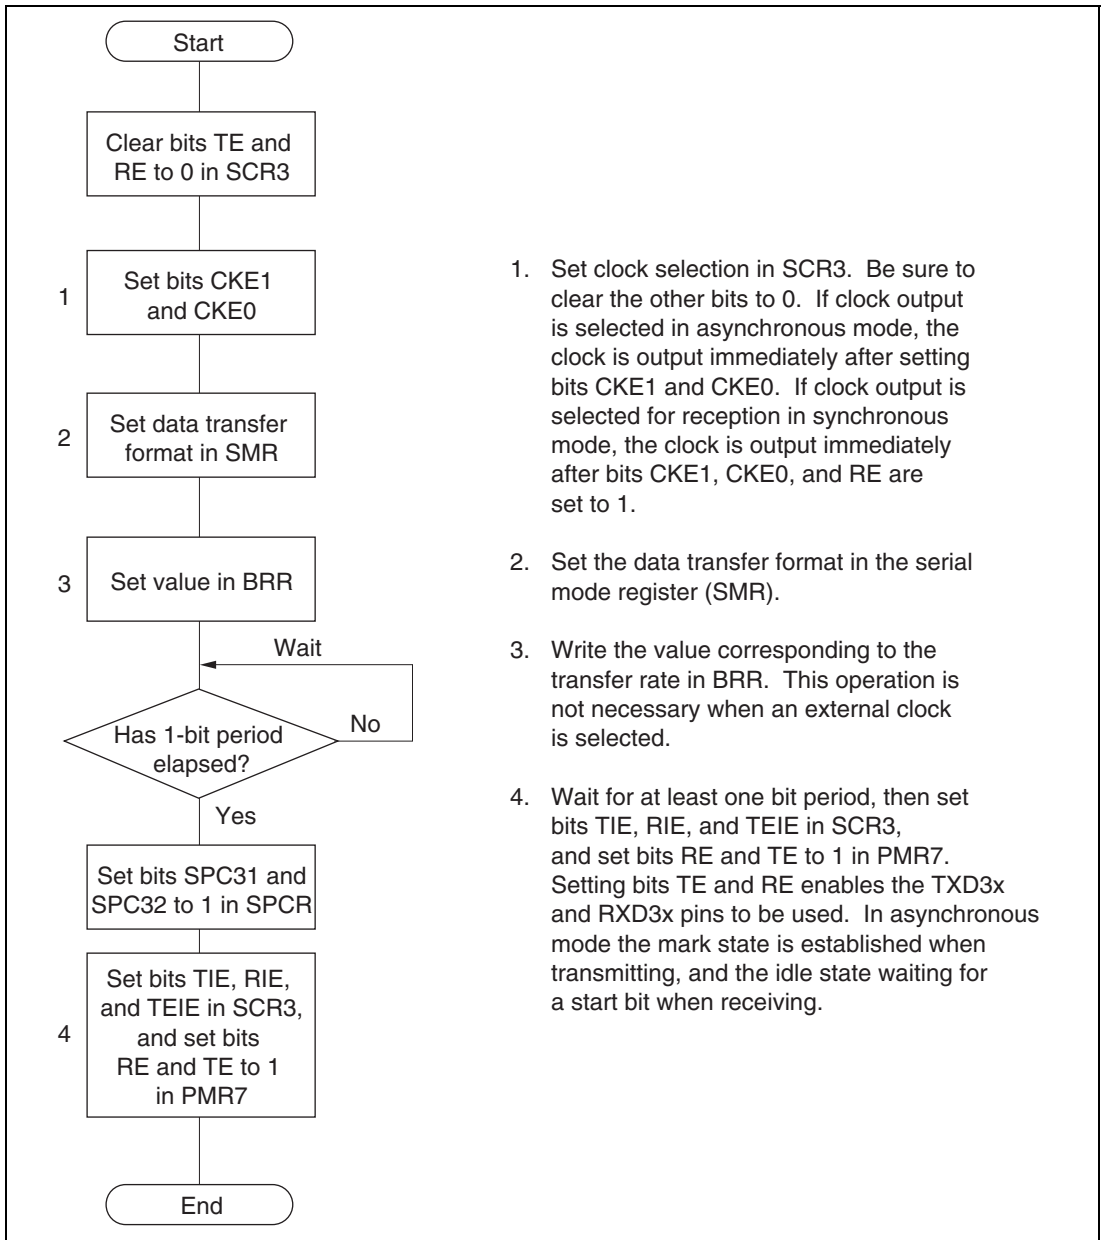 Start
Clear bits TE and
RE to 0 in SCR3
1
Set bits CKE1
and CKE0
2
Set data transfer
format in SMR
3
Set value in BRR
Wait
Has 1-bit period
elapsed?
No
Yes
Set bits SPC31 and
SPC32 to 1 in SPCR
4
Set bits TIE, RIE,
and TEIE in SCR3,
and set bits
RE and TE to 1
in PMR7
End
1. Set clock selection in SCR3. Be sure to
clear the other bits to 0. If clock output
is selected in asynchronous mode, the
clock is output immediately after setting
bits CKE1 and CKE0. If clock output is
selected for reception in synchronous
mode, the clock is output immediately
after bits CKE1, CKE0, and RE are
set to 1.
2. Set the data transfer format in the serial
mode register (SMR).
3. Write the value corresponding to the
transfer rate in BRR. This operation is
not necessary when an external clock
is selected.
4. Wait for at least one bit period, then set
bits TIE, RIE, and TEIE in SCR3,
and set bits RE and TE to 1 in PMR7.
Setting bits TE and RE enables the TXD3x
and RXD3x pins to be used. In asynchronous
mode the mark state is established when
transmitting, and the idle state waiting for
a start bit when receiving.